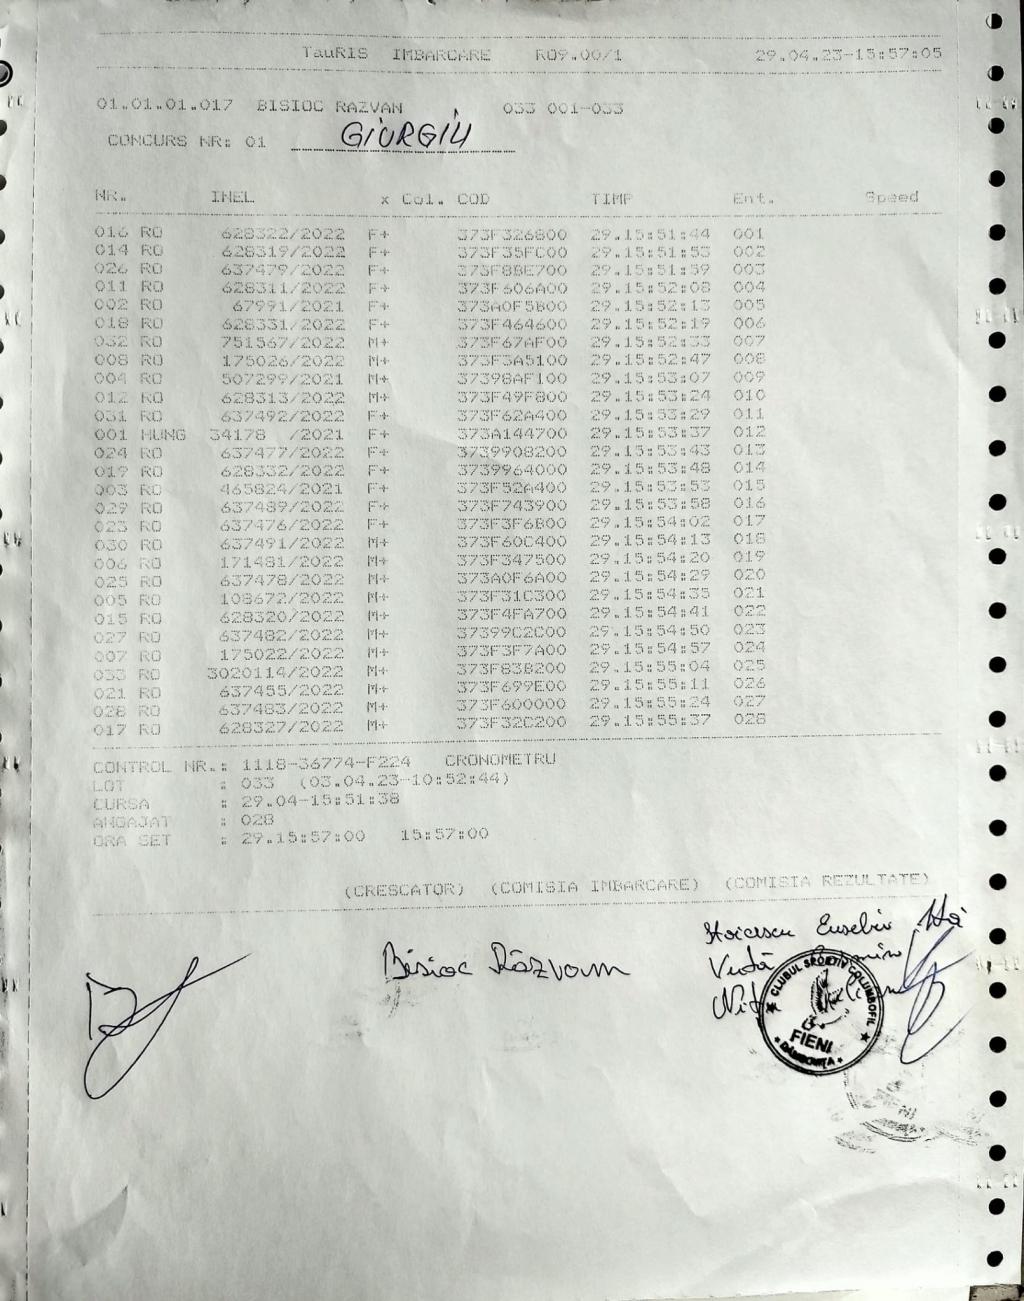 TauRIS IMBARCARE RO9.00/1 29.04.23-15:57:05
01.01.01.017 BISIOC RAZVAN 033 001-033
CONCURS NR: 01 GIURGIU
NR. INEL x Col. COD TIMP Ent. Speed
016 RO 628322/2022 F+ 373F326800 29.15:51:44 001
014 RO 628319/2022 F+ 373F35FC00 29.15:51:53 002
026 RO 637479/2022 F+ 373F8BE700 29.15:51:59 003
011 RO 628311/2022 F+ 373F606A00 29.15:52:08 004
002 RO 67991/2021 F+ 373A0F5B00 29.15:52:13 005
018 RO 628331/2022 F+ 373F464600 29.15:52:19 006
032 RO 751567/2022 M+ 373F67AF00 29.15:52:33 007
008 RO 175026/2022 M+ 373F3A5100 29.15:52:47 008
004 RO 507299/2021 M+ 37398AF100 29.15:53:07 009
012 RO 628313/2022 M+ 373F49F800 29.15:53:24 010
031 RO 637492/2022 F+ 373F62A400 29.15:53:29 011
001 HUNG 34178 /2021 F+ 373A144700 29.15:53:37 012
024 RO 637477/2022 F+ 3739908200 29.15:53:43 013
019 RO 628332/2022 F+ 3739964000 29.15:53:48 014
003 RO 465824/2021 F+ 373F52A400 29.15:53:53 015
029 RO 637489/2022 F+ 373F743900 29.15:53:58 016
023 RO 637476/2022 F+ 373F3F6B00 29.15:54:02 017
030 RO 637491/2022 M+ 373F60C400 29.15:54:13 018
006 RO 171481/2022 M+ 373F347500 29.15:54:20 019
025 RO 637478/2022 M+ 373A0F6A00 29.15:54:29 020
005 RO 108672/2022 M+ 373F31C300 29.15:54:35 021
015 RO 628320/2022 M+ 373F4FA700 29.15:54:41 022
027 RO 637482/2022 M+ 37399C2C00 29.15:54:50 023
007 RO 175022/2022 M+ 373F3F7A00 29.15:54:57 024
033 RO 3020114/2022 M+ 373F83B200 29.15:55:04 025
021 RO 637455/2022 M+ 373F699E00 29.15:55:11 026
028 RO 637483/2022 M+ 373F600000 29.15:55:24 027
017 RO 628327/2022 M+ 373F32C200 29.15:55:37 028
CONTROL NR.: 1118-36774-F224 CRONOMETRU
LOT : 033 (03.04.23-10:52:44)
CURSA : 29.04-15:51:38
ANGAJAT : 028
ORA SET : 29.15:57:00 15:57:00
(CRESCATOR) (COMISIA IMBARCARE) (COMISIA REZULTATE)
Bisioc Răzvan
Eusebiu
CLUBUL SPORTIV COLUMBOFIL
FIENI
DÂMBOVIȚA